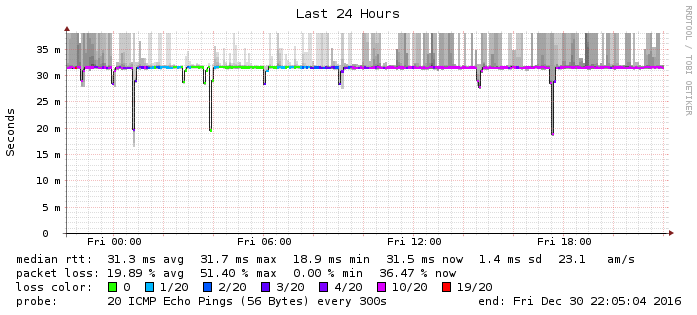 Last 24 Hours
RRDTOOL / TOBI OETIKER
Seconds
35 m
30 m
25 m
20 m
15 m
10 m
5 m
0
Fri 00:00 Fri 06:00 Fri 12:00 Fri 18:00
median rtt: 31.3 ms avg 31.7 ms max 18.9 ms min 31.5 ms now 1.4 ms sd 23.1 am/s
packet loss: 19.89 % avg 51.40 % max 0.00 % min 36.47 % now
loss color: 0 1/20 2/20 3/20 4/20 10/20 19/20
probe: 20 ICMP Echo Pings (56 Bytes) every 300s end: Fri Dec 30 22:05:04 2016